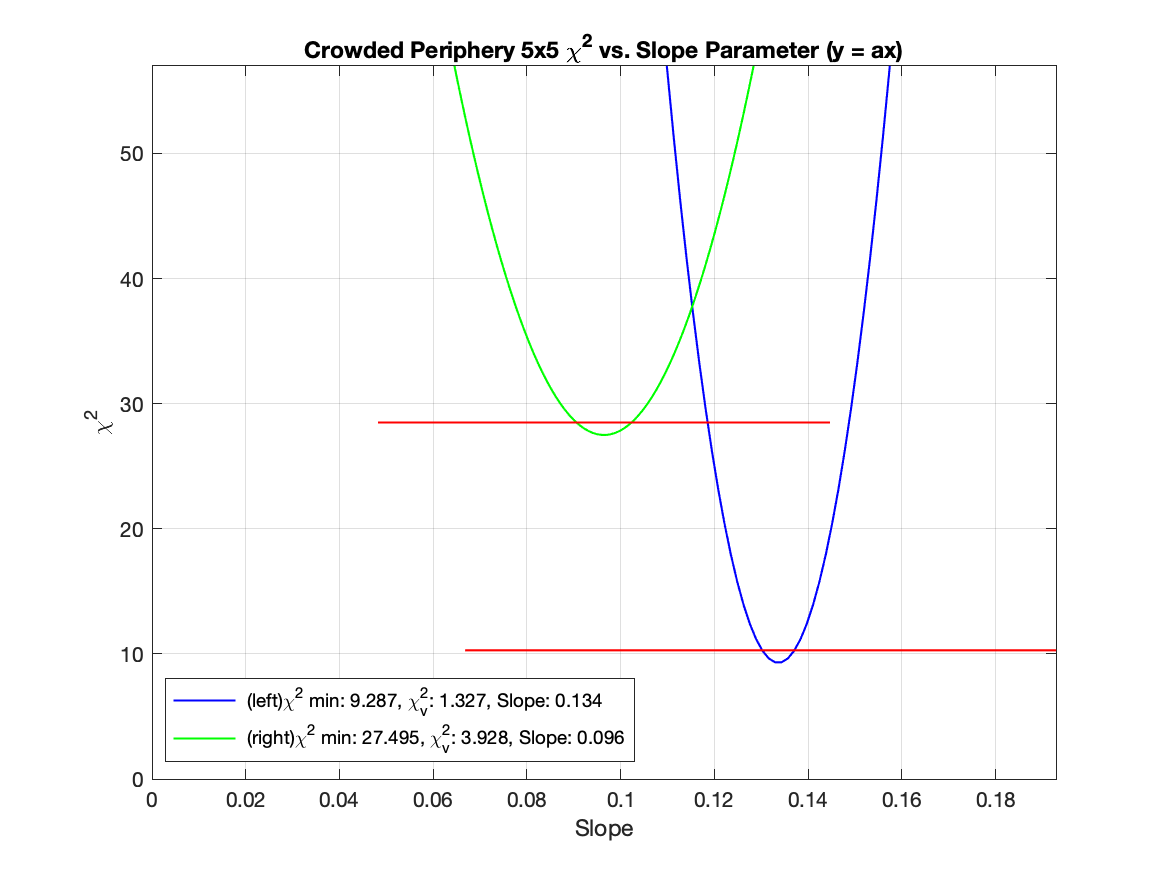 Crowded Periphery 5x5 χ² vs. Slope Parameter (y = ax)
χ²
50
40
30
20
10
0
(left)χ² min: 9.287, χ²ᵥ: 1.327, Slope: 0.134
(right)χ² min: 27.495, χ²ᵥ: 3.928, Slope: 0.096
0 0.02 0.04 0.06 0.08 0.1 0.12 0.14 0.16 0.18
Slope